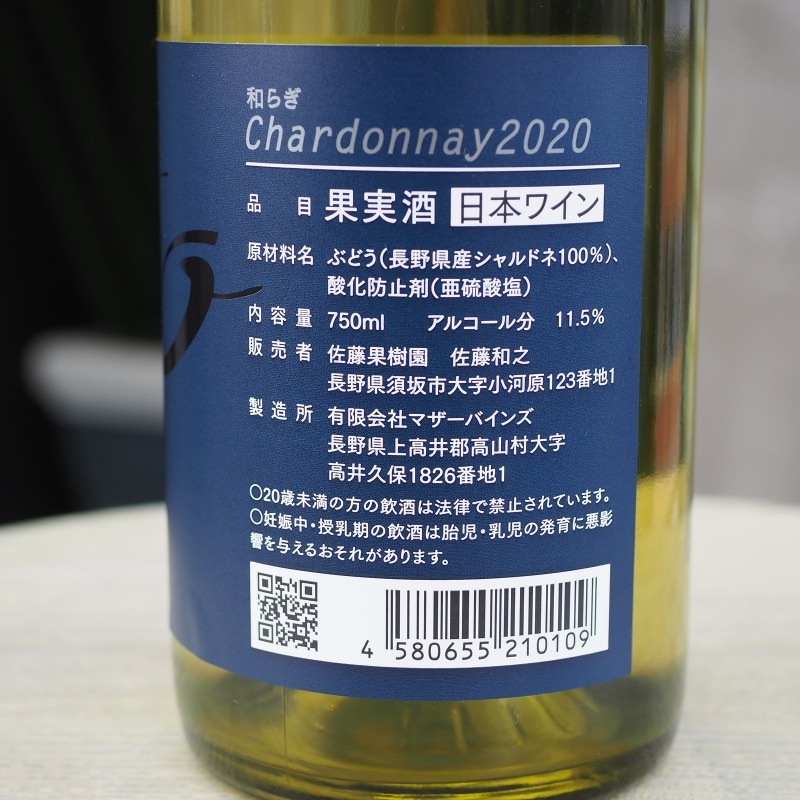 和らぎ
Chardonnay2020
品目 果実酒 日本ワイン
原材料名 ぶどう(長野県産シャルドネ100%)、
酸化防止剤(亜硫酸塩)
内容量 750ml アルコール分 11.5%
販売者 佐藤果樹園 佐藤和之
長野県須坂市大字小河原123番地1
製造所 有限会社マザーバインズ
長野県上高井郡高山村大字
高井久保1826番地1
○20歳未満の方の飲酒は法律で禁止されています。
○妊娠中・授乳期の飲酒は胎児・乳児の発育に悪影
響を与えるおそれがあります。
4 580655 210109